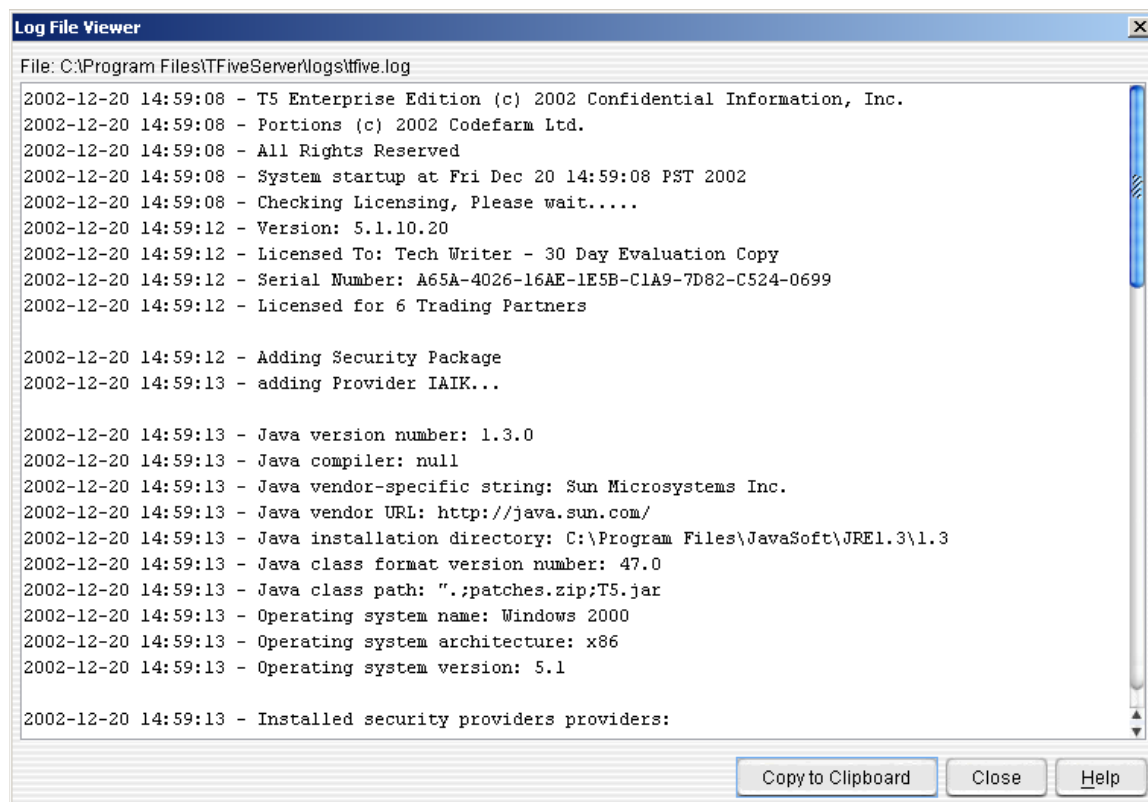 Log File Viewer
File: C:\Program Files\TFiveServer\logs\tfive.log
2002-12-20 14:59:08 - T5 Enterprise Edition (c) 2002 Confidential Information, Inc.
2002-12-20 14:59:08 - Portions (c) 2002 Codefarm Ltd.
2002-12-20 14:59:08 - All Rights Reserved
2002-12-20 14:59:08 - System startup at Fri Dec 20 14:59:08 PST 2002
2002-12-20 14:59:08 - Checking Licensing, Please wait.....
2002-12-20 14:59:12 - Version: 5.1.10.20
2002-12-20 14:59:12 - Licensed To: Tech Writer - 30 Day Evaluation Copy
2002-12-20 14:59:12 - Serial Number: A65A-4026-16AE-1E5B-C1A9-7D82-C524-0699
2002-12-20 14:59:12 - Licensed for 6 Trading Partners
2002-12-20 14:59:12 - Adding Security Package
2002-12-20 14:59:13 - adding Provider IAIK...
2002-12-20 14:59:13 - Java version number: 1.3.0
2002-12-20 14:59:13 - Java compiler: null
2002-12-20 14:59:13 - Java vendor-specific string: Sun Microsystems Inc.
2002-12-20 14:59:13 - Java vendor URL: http://java.sun.com/
2002-12-20 14:59:13 - Java installation directory: C:\Program Files\JavaSoft\JRE1.3\1.3
2002-12-20 14:59:13 - Java class format version number: 47.0
2002-12-20 14:59:13 - Java class path: ".;patches.zip;T5.jar
2002-12-20 14:59:13 - Operating system name: Windows 2000
2002-12-20 14:59:13 - Operating system architecture: x86
2002-12-20 14:59:13 - Operating system version: 5.1
2002-12-20 14:59:13 - Installed security providers providers:
Copy to Clipboard
Close
Help